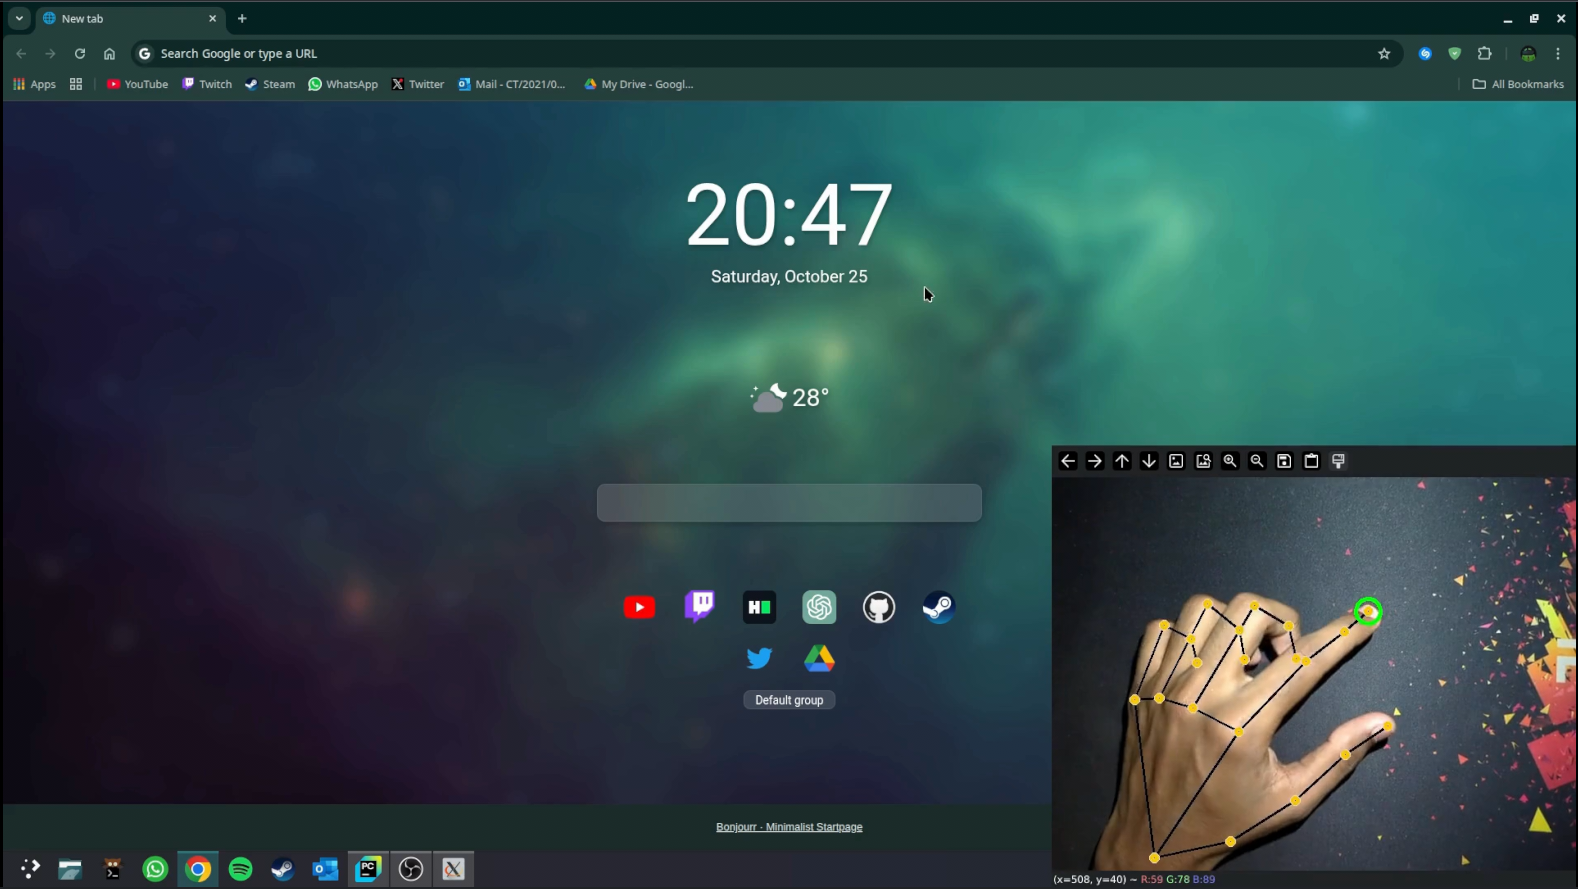 New tab
Search Google or type a URL
Apps YouTube Twitch Steam WhatsApp Twitter Mail - CT/2021/0... My Drive - Googl... All Bookmarks
20:47
Saturday, October 25
28°
Default group
Bonjourr · Minimalist Startpage
PC
(x=508, y=40) ~ R:59 G:78 B:89